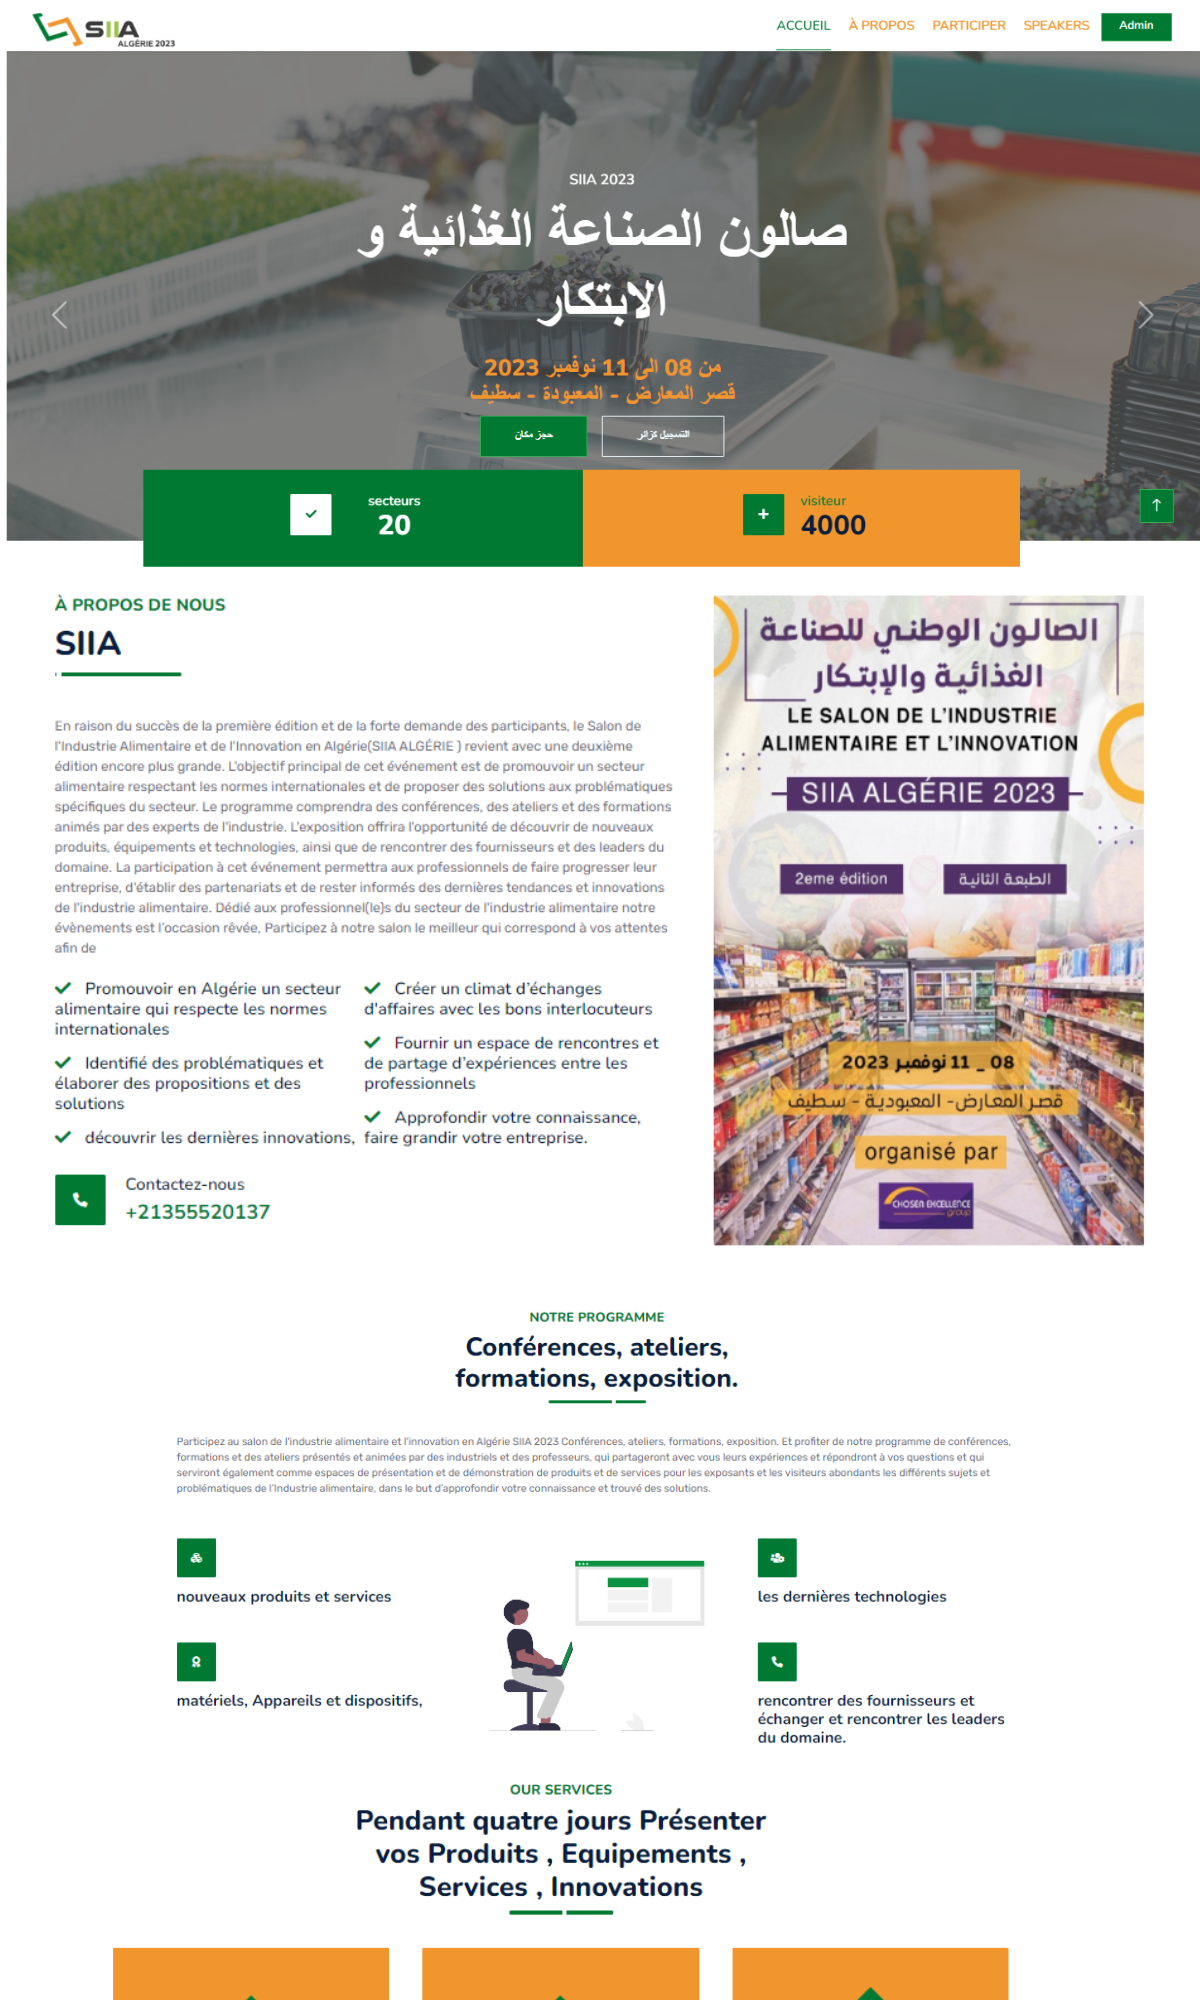 SIIA
ALGÉRIE 2023
ACCUEIL
À PROPOS
PARTICIPER
SPEAKERS
Admin
SIIA 2023
صالون الصناعة الغذائية و
الابتكار
من 08 الى 11 نوفمبر 2023
قصر المعارض - المعبودة - سطيف
حجز مكان
التسجيل كزائر
secteurs
20
visiteur
4000
À PROPOS DE NOUS
SIIA
En raison du succès de la première édition et de la forte demande des participants, le Salon de
l'Industrie Alimentaire et de l'Innovation en Algérie(SIIA ALGÉRIE ) revient avec une deuxième
édition encore plus grande. L'objectif principal de cet événement est de promouvoir un secteur
alimentaire respectant les normes internationales et de proposer des solutions aux problématiques
spécifiques du secteur. Le programme comprendra des conférences, des ateliers et des formations
animés par des experts de l'industrie. L'exposition offrira l'opportunité de découvrir de nouveaux
produits, équipements et technologies, ainsi que de rencontrer des fournisseurs et des leaders du
domaine. La participation à cet événement permettra aux professionnels de faire progresser leur
entreprise, d'établir des partenariats et de rester informés des dernières tendances et innovations
de l'industrie alimentaire. Dédié aux professionnel(le)s du secteur de l'industrie alimentaire notre
évènements est l'occasion rêvée, Participez à notre salon le meilleur qui correspond à vos attentes
afin de
Promouvoir en Algérie un secteur
alimentaire qui respecte les normes
internationales
Identifié des problématiques et
élaborer des propositions et des
solutions
découvrir les dernières innovations,
Créer un climat d'échanges
d'affaires avec les bons interlocuteurs
Fournir un espace de rencontres et
de partage d'expériences entre les
professionnels
Approfondir votre connaissance,
faire grandir votre entreprise.
Contactez-nous
+21355520137
الصالون الوطني للصناعة
الغذائية والإبتكار
LE SALON DE L'INDUSTRIE
ALIMENTAIRE ET L'INNOVATION
SIIA ALGÉRIE 2023
2eme édition
الطبعة الثانية
08 _ 11 نوفمبر 2023
قصر المعارض- المعبودية - سطيف
organisé par
CHOSEN EXCELLENCE
group
NOTRE PROGRAMME
Conférences, ateliers,
formations, exposition.
Participez au salon de l'industrie alimentaire et l'innovation en Algérie SIIA 2023 Conférences, ateliers, formations, exposition. Et profiter de notre programme de conférences,
formations et des ateliers présentés et animées par des industriels et des professeurs, qui partageront avec vous leurs expériences et répondront à vos questions et qui
serviront également comme espaces de présentation et de démonstration de produits et de services pour les exposants et les visiteurs abondants les différents sujets et
problématiques de l'Industrie alimentaire, dans le but d'approfondir votre connaissance et trouvé des solutions.
nouveaux produits et services
matériels, Appareils et dispositifs,
les dernières technologies
rencontrer des fournisseurs et
échanger et rencontrer les leaders
du domaine.
OUR SERVICES
Pendant quatre jours Présenter
vos Produits , Equipements ,
Services , Innovations